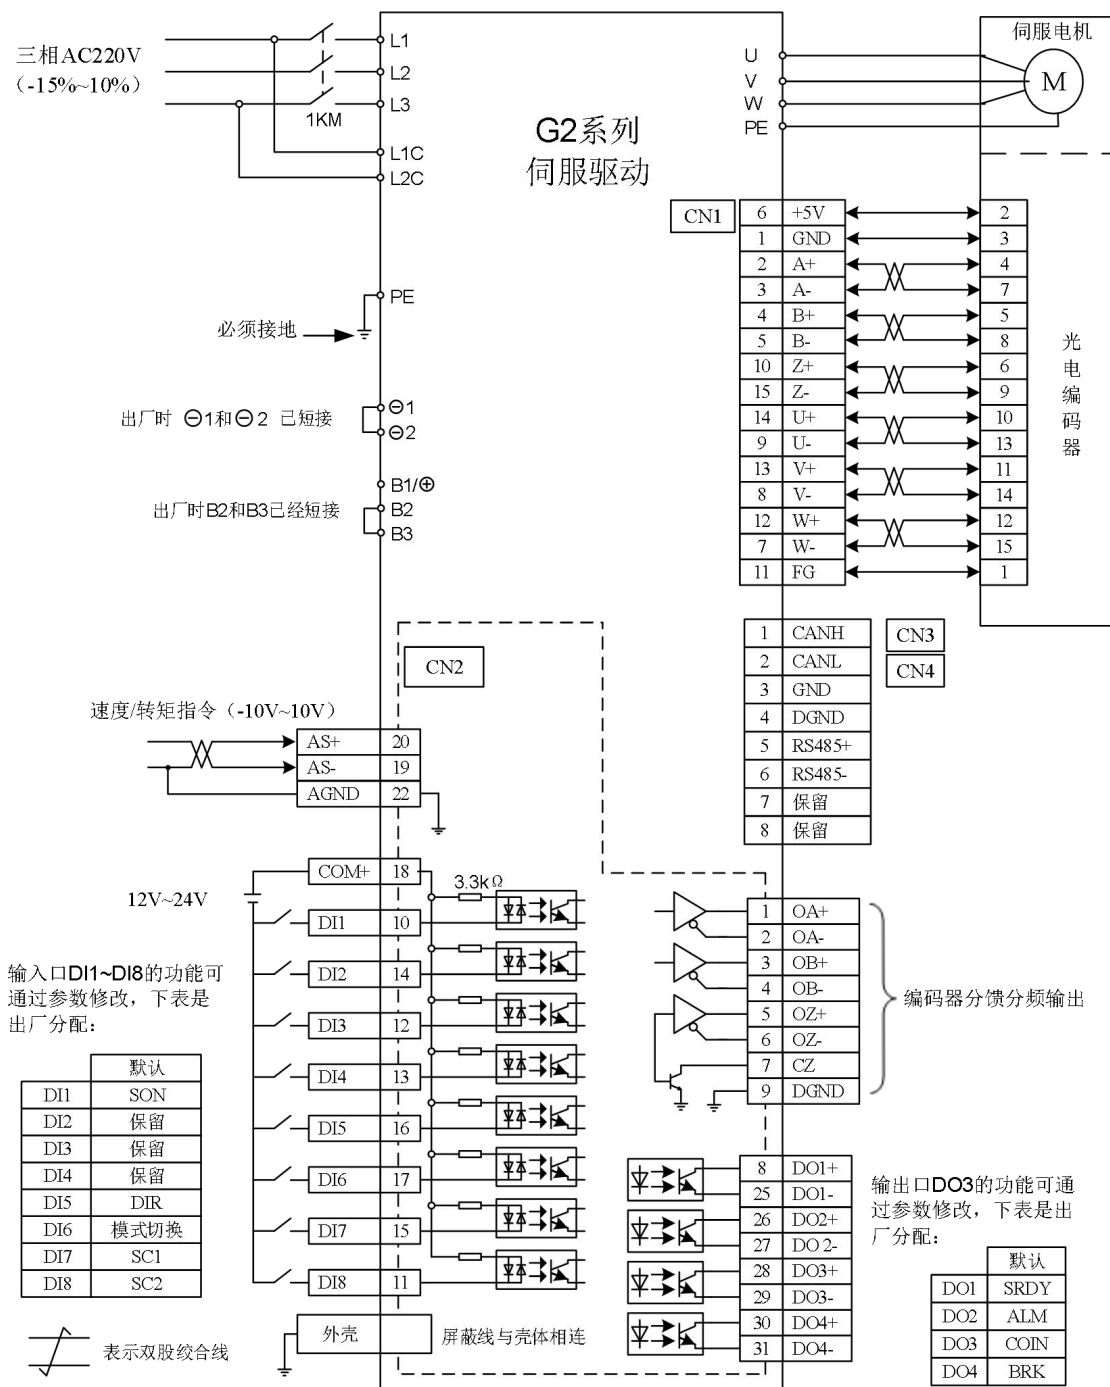 三相AC220V
（-15%~10%）
L1
L2
L3
1KM
L1C
L2C
G2系列
伺服驱动
U
V
W
PE
伺服电机
M
PE
必须接地
出厂时 ⊖1和⊖2 已短接
⊖1
⊖2
B1/⊕
出厂时B2和B3已经短接
B2
B3
CN1
6 +5V 2
1 GND 3
2 A+ 4
3 A- 7
4 B+ 5
5 B- 8
10 Z+ 6
15 Z- 9
14 U+ 10
9 U- 13
13 V+ 11
8 V- 14
12 W+ 12
7 W- 15
11 FG 1
光电编码器
1 CANH
2 CANL
3 GND
4 DGND
5 RS485+
6 RS485-
7 保留
8 保留
CN3
CN4
CN2
速度/转矩指令（-10V~10V）
AS+ 20
AS- 19
AGND 22
COM+ 18
3.3kΩ
12V~24V
DI1 10
DI2 14
DI3 12
DI4 13
DI5 16
DI6 17
DI7 15
DI8 11
输入口DI1~DI8的功能可
通过参数修改，下表是
出厂分配：
默认
DI1 SON
DI2 保留
DI3 保留
DI4 保留
DI5 DIR
DI6 模式切换
DI7 SC1
DI8 SC2
表示双股绞合线
外壳
屏蔽线与壳体相连
1 OA+
2 OA-
3 OB+
4 OB-
5 OZ+
6 OZ-
7 CZ
9 DGND
编码器分馈分频输出
8 DO1+
25 DO1-
26 DO2+
27 DO 2-
28 DO3+
29 DO3-
30 DO4+
31 DO4-
输出口DO3的功能可通
过参数修改，下表是出
厂分配：
默认
DO1 SRDY
DO2 ALM
DO3 COIN
DO4 BRK